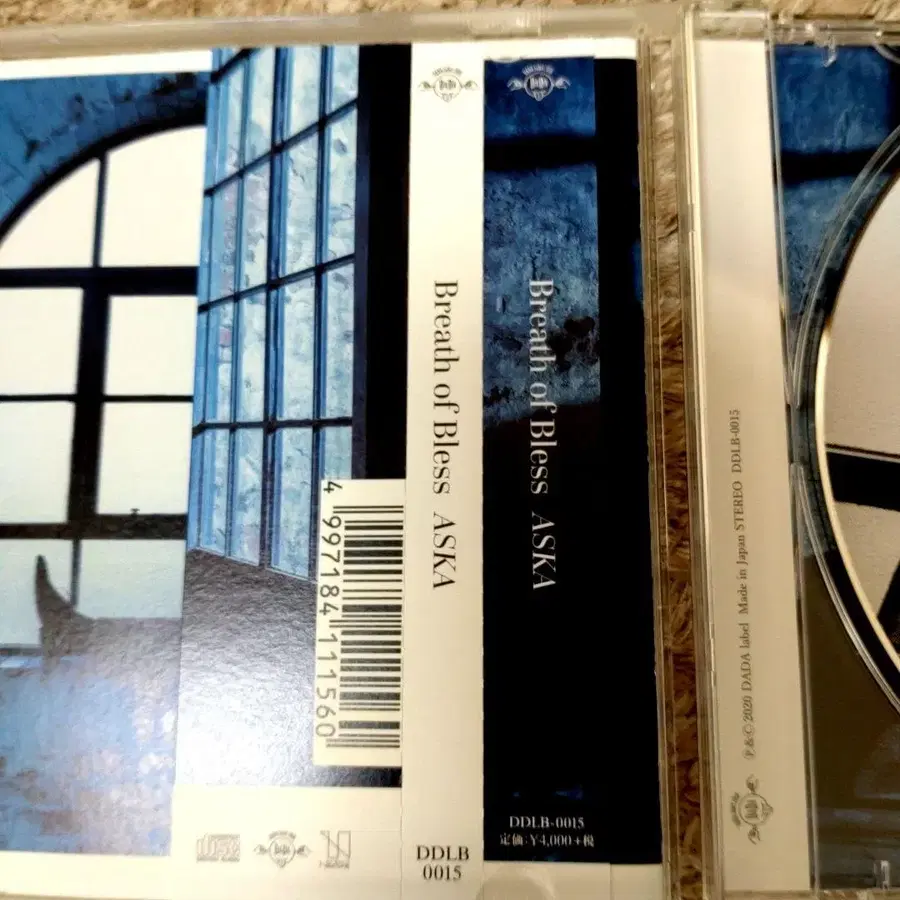 4 997184 111560
Breath of Bless ASKA
DDLB
0015
Breath of Bless ASKA
DDLB-0015
定価:¥4,000+税
Ⓟ&© 2020 DADA label Made in Japan STEREO DDLB-0015